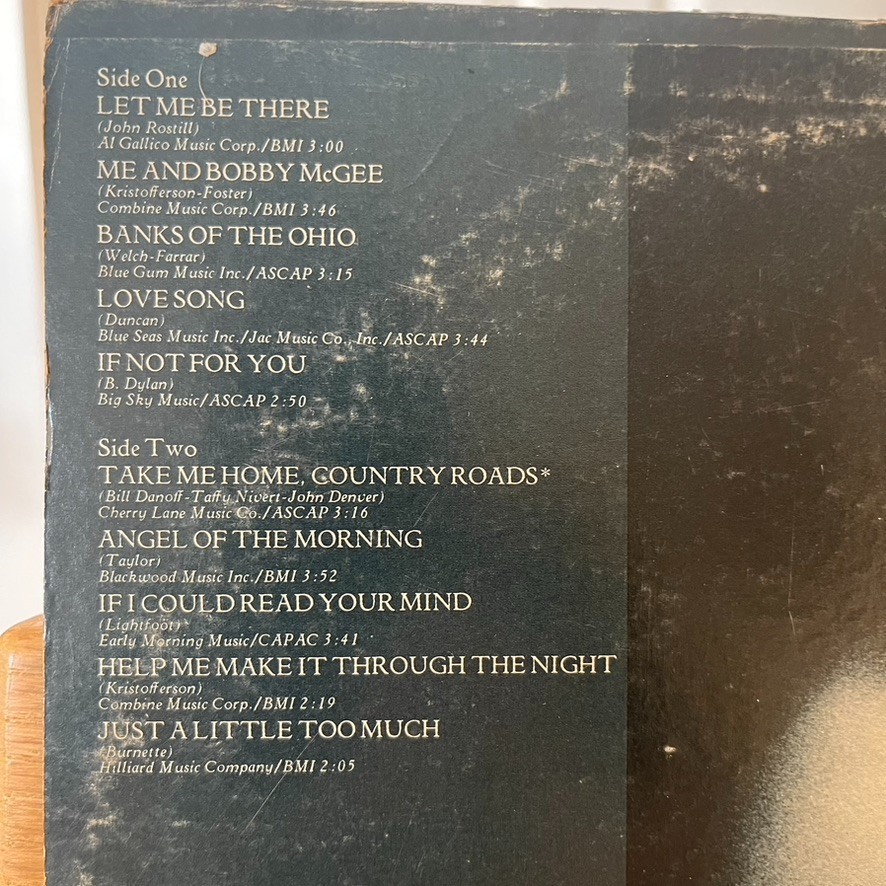 Side One
LET ME BE THERE
(John Rostill)
Al Gallico Music Corp./BMI 3:00
ME AND BOBBY McGEE
(Kristofferson-Foster)
Combine Music Corp./BMI 3:46
BANKS OF THE OHIO
(Welch-Farrar)
Blue Gum Music Inc./ASCAP 3:15
LOVE SONG
(Duncan)
Blue Seas Music Inc./Jac Music Co., Inc./ASCAP 3:44
IF NOT FOR YOU
(B. Dylan)
Big Sky Music/ASCAP 2:50
Side Two
TAKE ME HOME, COUNTRY ROADS*
(Bill Danoff-Taffy Nivert-John Denver)
Cherry Lane Music Co./ASCAP 3:16
ANGEL OF THE MORNING
(Taylor)
Blackwood Music Inc./BMI 3:52
IF I COULD READ YOUR MIND
(Lightfoot)
Early Morning Music/CAPAC 3:41
HELP ME MAKE IT THROUGH THE NIGHT
(Kristofferson)
Combine Music Corp./BMI 2:19
JUST A LITTLE TOO MUCH
(Burnette)
Hilliard Music Company/BMI 2:05